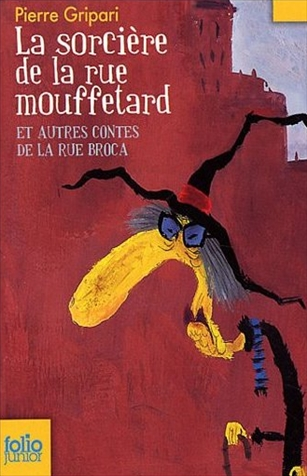 Pierre Gripari
La sorcière
de la rue
mouffetard
ET AUTRES CONTES
DE LA RUE BROCA
folio
junior